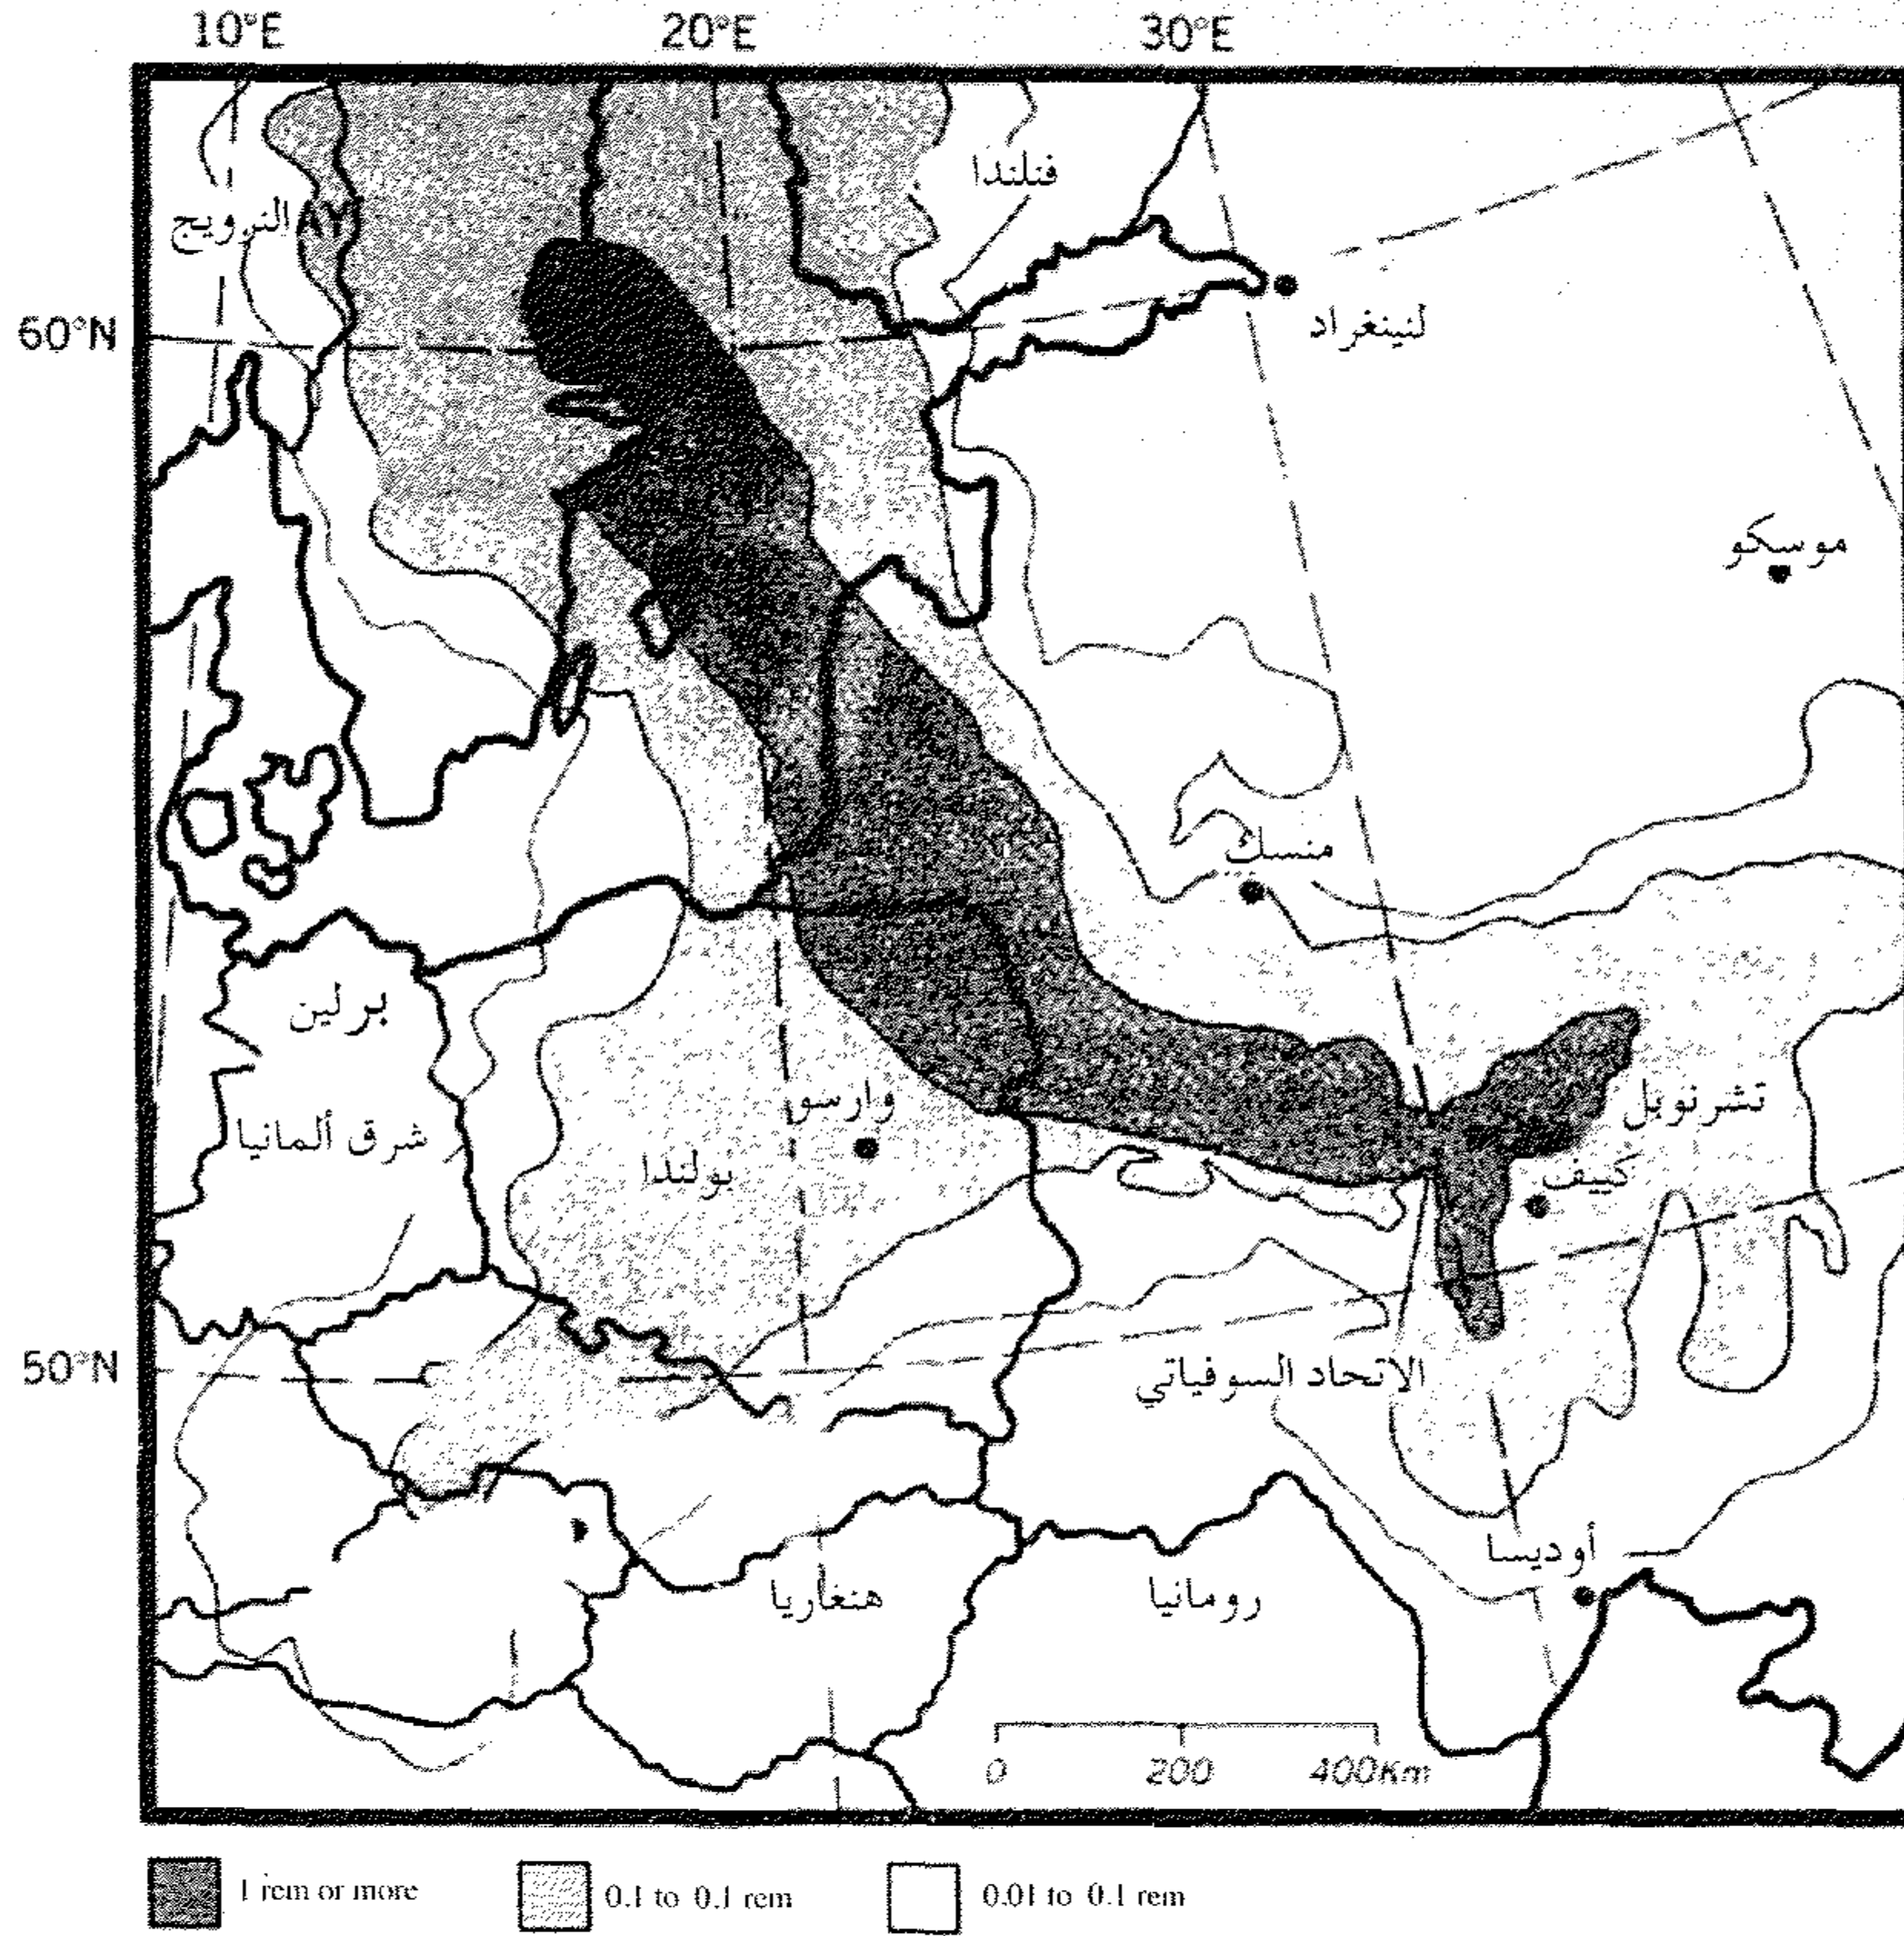 10°E 20°E 30°E
فنلندا
النرويج
60°N
لنينغراد
موسكو
منسك
برلين
وارسو
تشرنوبل
شرق ألمانيا
بولندا
كييف
50°N
الاتحاد السوفياتي
أوديسا
هنغاريا
رومانيا
0 200 400Km
1 rem or more 0.1 to 0.1 rem 0.01 to 0.1 rem